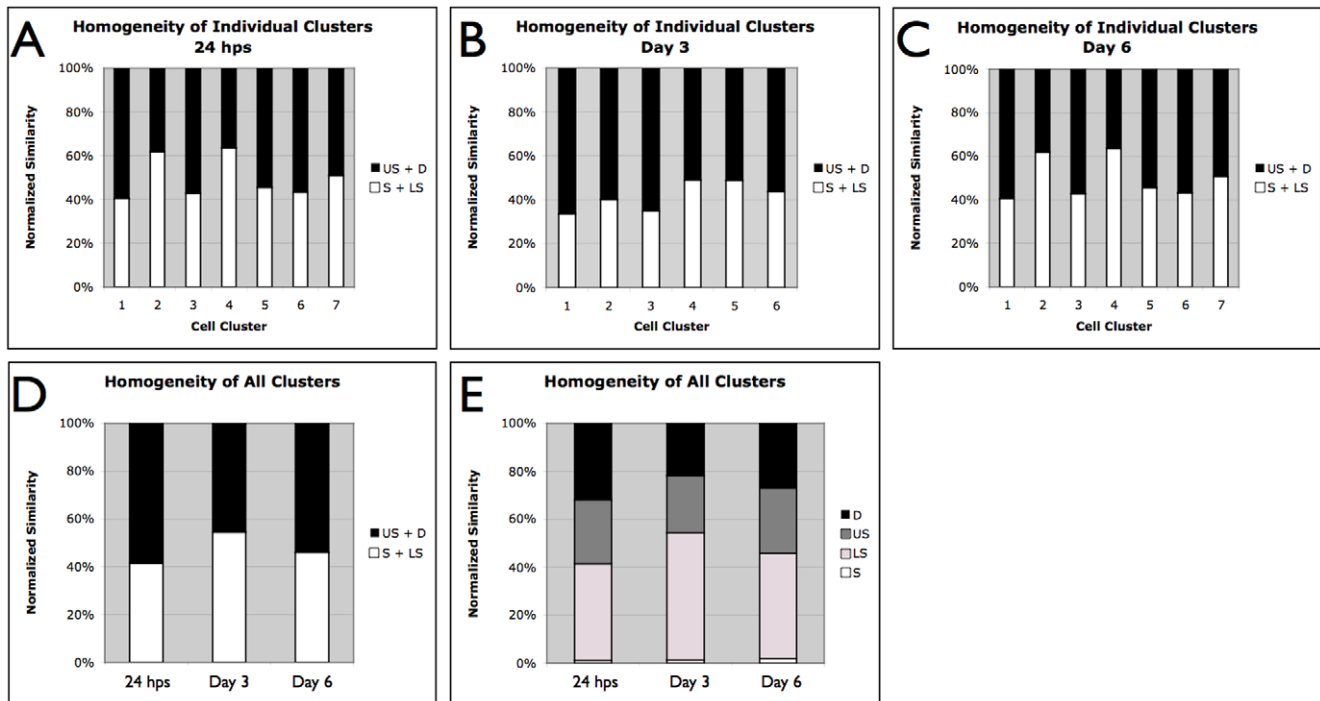 A
Homogeneity of Individual Clusters
24 hps
Normalized Similarity
100%
80%
60%
40%
20%
0%
1 2 3 4 5 6 7
Cell Cluster
US + D
S + LS
B
Homogeneity of Individual Clusters
Day 3
Normalized Similarity
100%
80%
60%
40%
20%
0%
1 2 3 4 5 6
Cell Cluster
US + D
S + LS
C
Homogeneity of Individual Clusters
Day 6
Normalized Similarity
100%
80%
60%
40%
20%
0%
1 2 3 4 5 6 7
Cell Cluster
US + D
S + LS
D
Homogeneity of All Clusters
Normalized Similarity
100%
80%
60%
40%
20%
0%
24 hps Day 3 Day 6
US + D
S + LS
E
Homogeneity of All Clusters
Normalized Similarity
100%
80%
60%
40%
20%
0%
24 hps Day 3 Day 6
D
US
LS
S